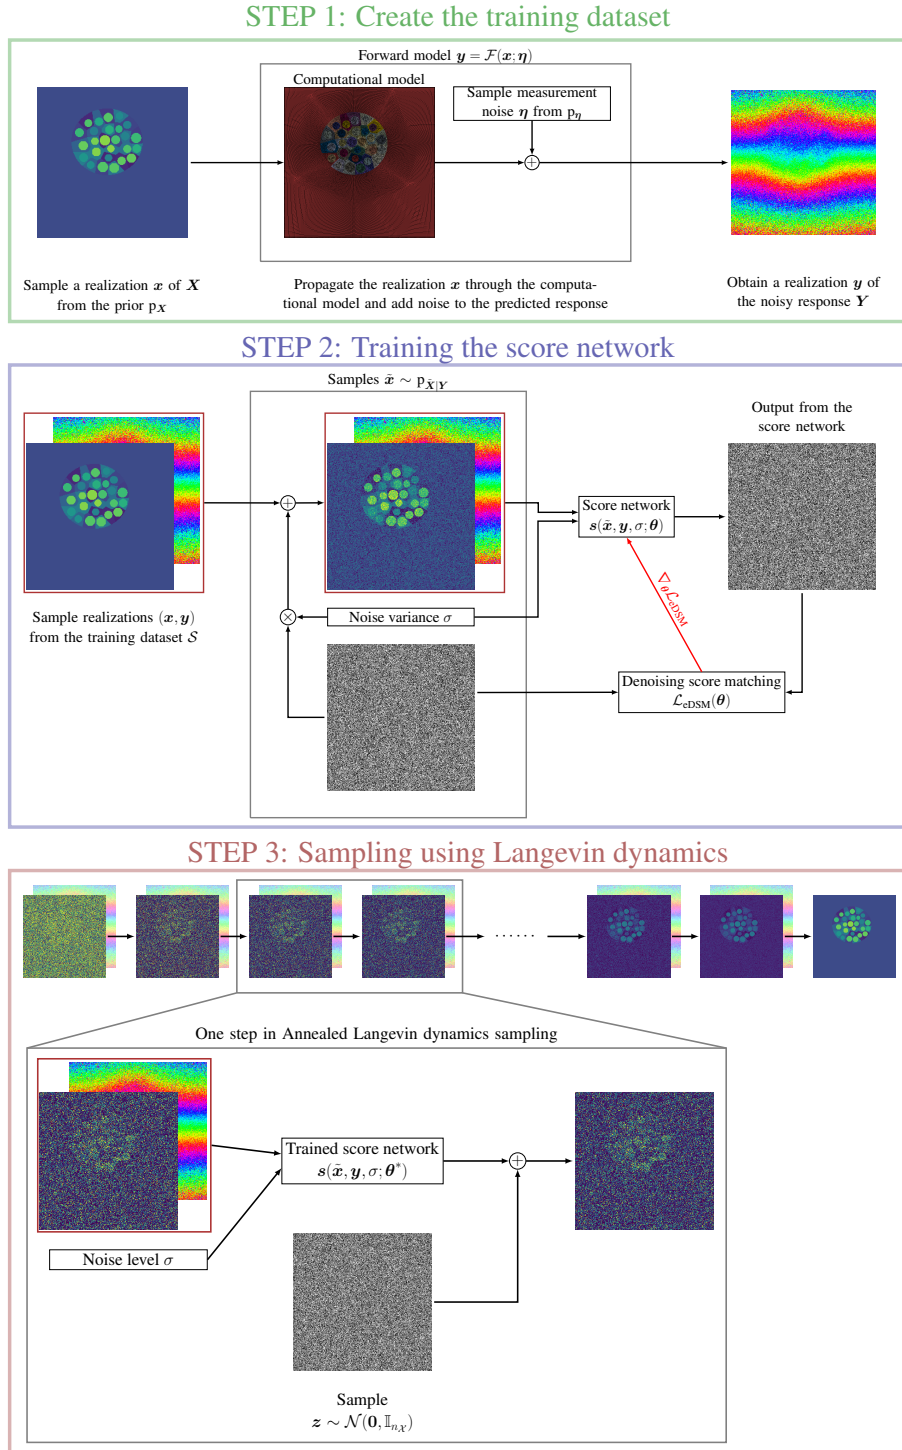 STEP 1: Create the training dataset
Forward model y = F(x; η)
Computational model
Sample measurement
noise η from p_η
+
Sample a realization x of X
from the prior p_X
Propagate the realization x through the computa-
tional model and add noise to the predicted response
Obtain a realization y of
the noisy response Y
STEP 2: Training the score network
Samples x̃ ∼ p_X̃|Y
Output from the
score network
+
Score network
s(x̃, y, σ; θ)
Sample realizations (x, y)
from the training dataset S
×
Noise variance σ
∇_θ L_eDSM
Denoising score matching
L_eDSM(θ)
STEP 3: Sampling using Langevin dynamics
······
One step in Annealed Langevin dynamics sampling
Trained score network
s(x̃, y, σ; θ*)
+
Noise level σ
Sample
z ∼ N(0, 𝕀_n_X)